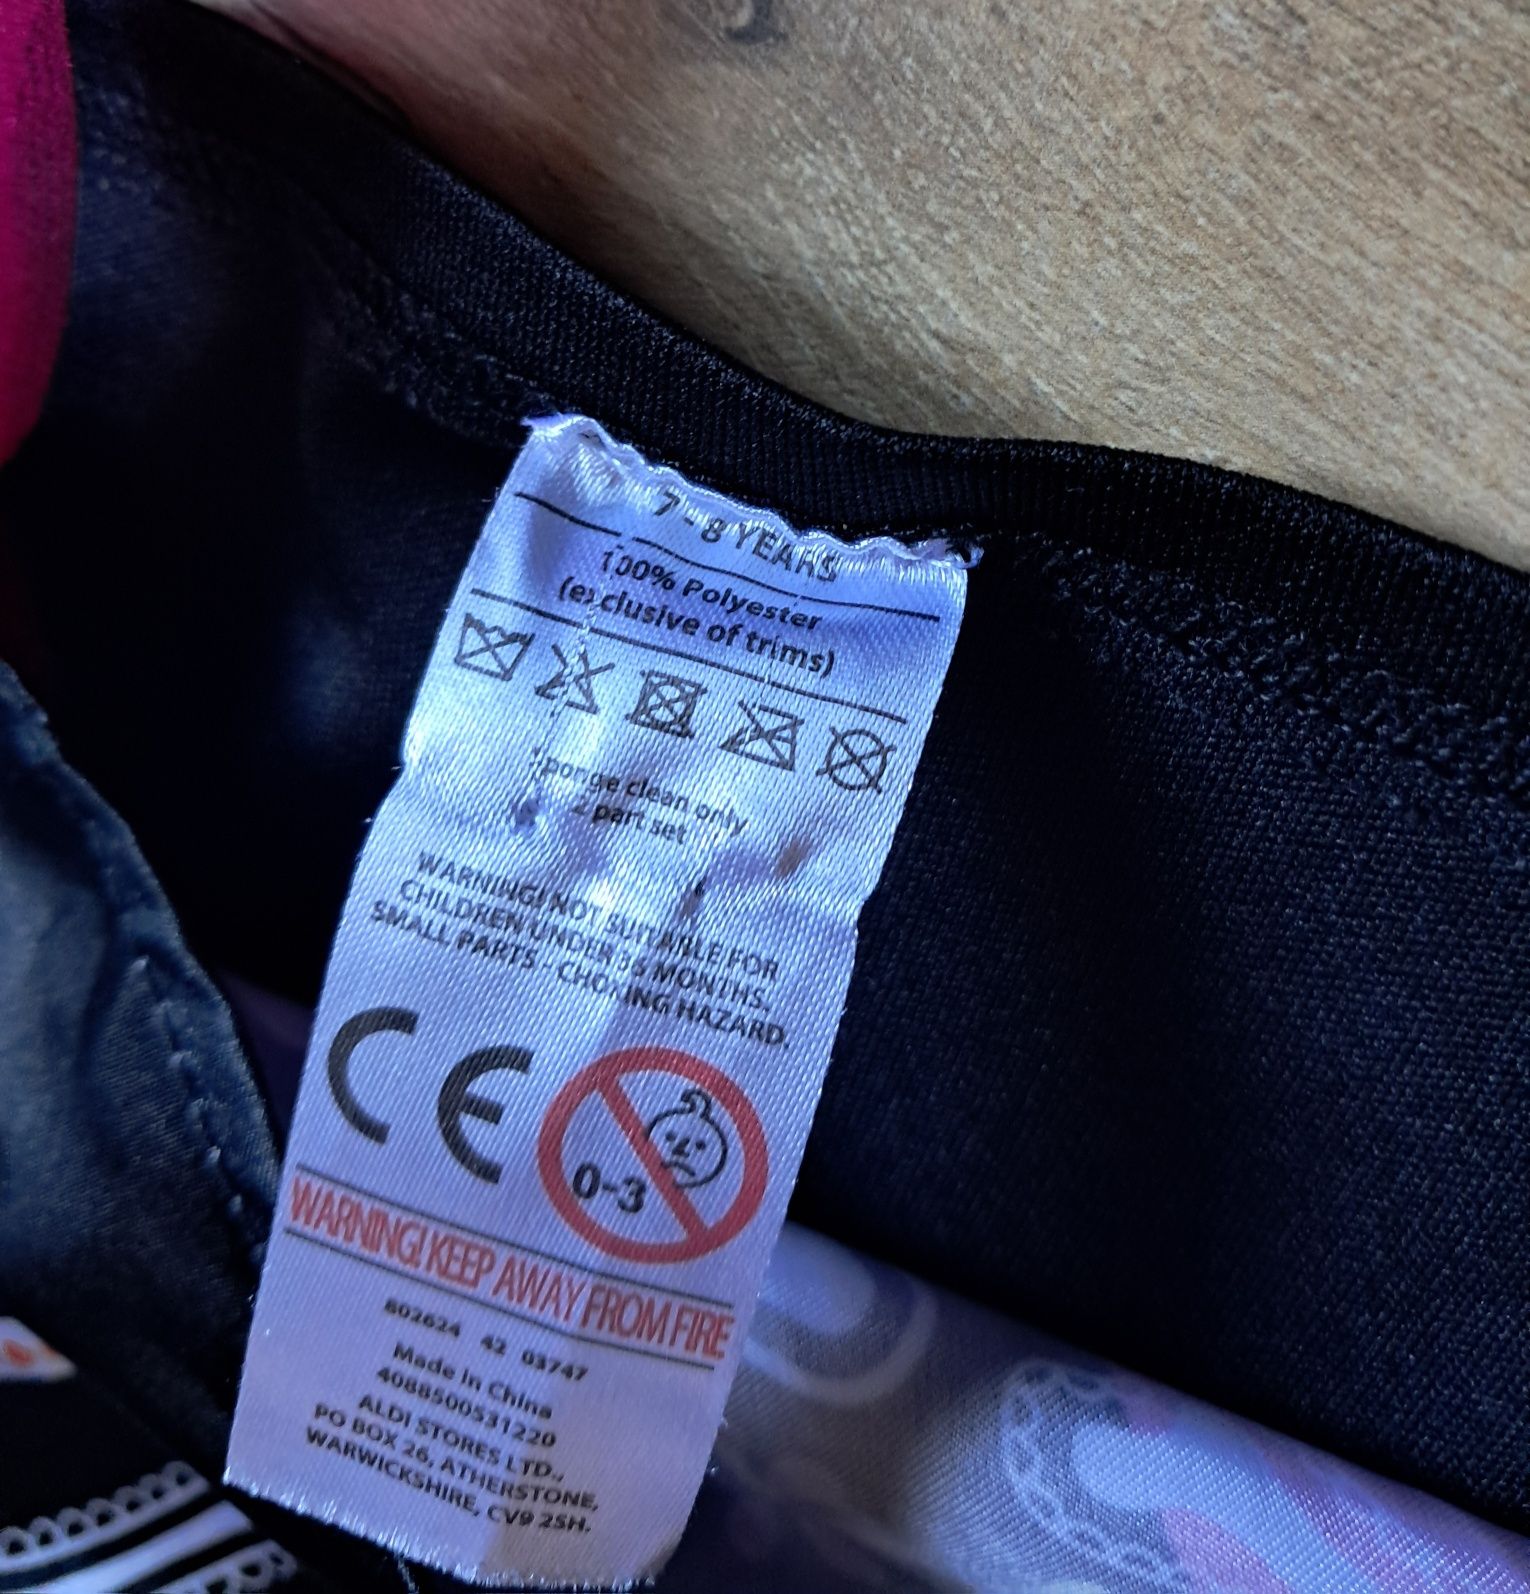 7 - 8 YEARS
100% Polyester
(exclusive of trims)
Sponge clean only
2 part set
WARNING! NOT SUITABLE FOR
CHILDREN UNDER 36 MONTHS.
SMALL PARTS - CHOKING HAZARD.
CE
0-3
WARNING! KEEP AWAY FROM FIRE
802624 42 03747
Made in China
4088500531220
ALDI STORES LTD.,
PO BOX 26, ATHERSTONE,
WARWICKSHIRE, CV9 2SH.